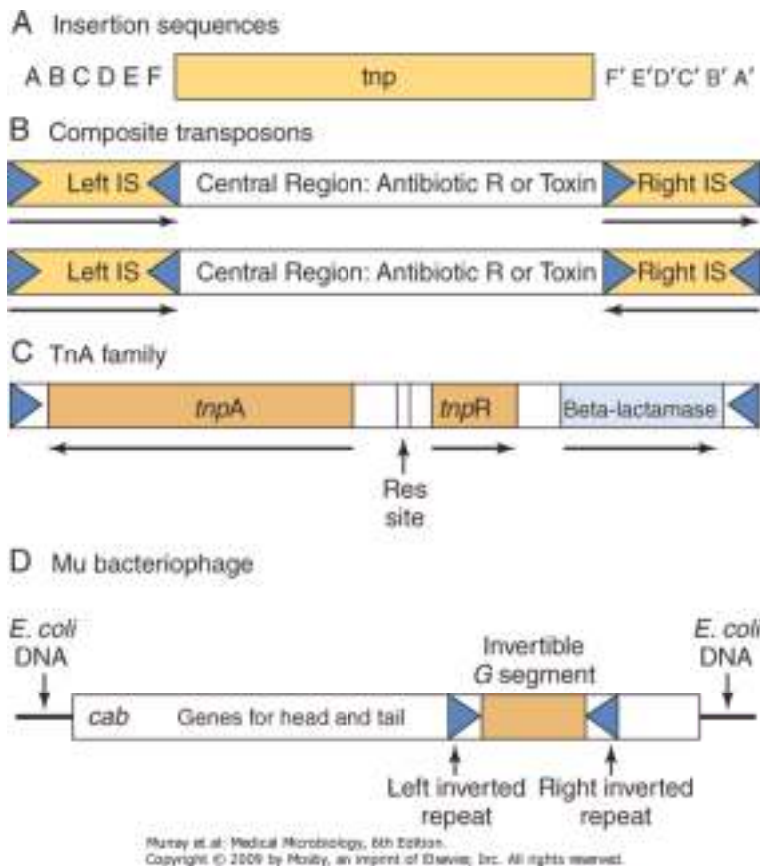 A Insertion sequences
A B C D E F tnp F′ E′D′C′ B′ A′
B Composite transposons
Left IS Central Region: Antibiotic R or Toxin Right IS
Left IS Central Region: Antibiotic R or Toxin Right IS
C TnA family
tnpA tnpR Beta-lactamase
Res
site
D Mu bacteriophage
E. coli
DNA
Invertible
G segment
E. coli
DNA
cab Genes for head and tail
Left inverted
repeat
Right inverted
repeat
Murray et al: Medical Microbiology, 6th Edition.
Copyright © 2009 by Mosby, an imprint of Elsevier, Inc. All rights reserved.